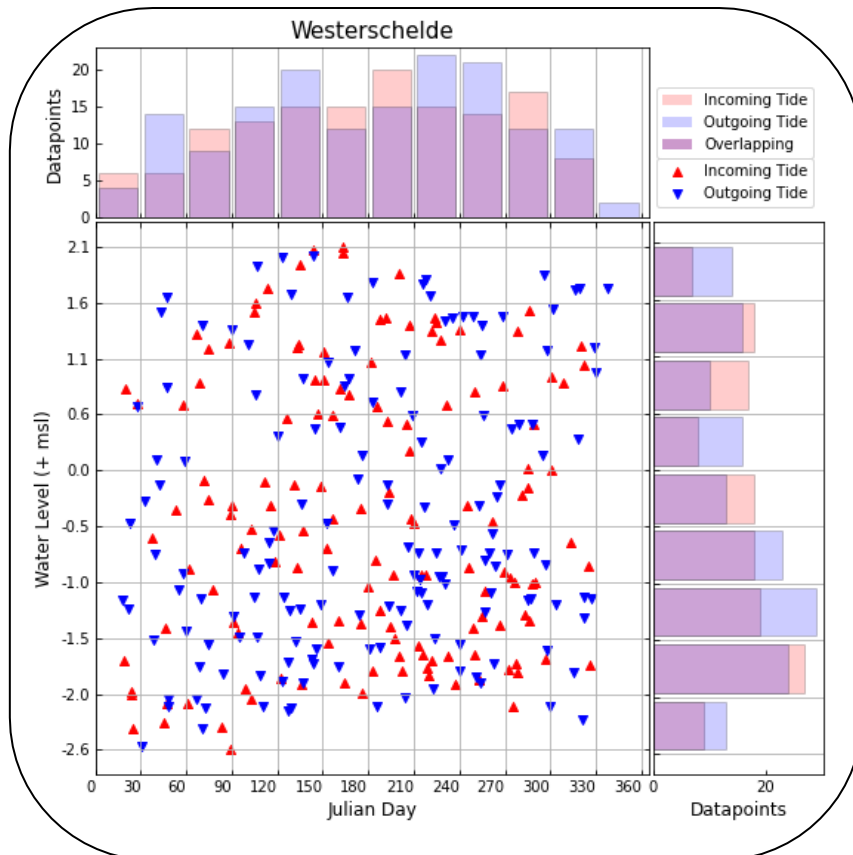 Westerschelde
Datapoints
20
15
10
5
0
Incoming Tide
Outgoing Tide
Overlapping
Incoming Tide
Outgoing Tide
Water Level (+ msl)
2.1
1.6
1.1
0.6
0.0
-0.5
-1.0
-1.5
-2.0
-2.6
0 30 60 90 120 150 180 210 240 270 300 330 360
Julian Day
0 20
Datapoints